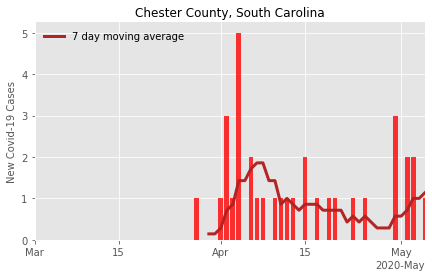 Chester County, South Carolina
7 day moving average
New Covid-19 Cases
5
4
3
2
1
0
Mar 15 Apr 15 May
2020-May